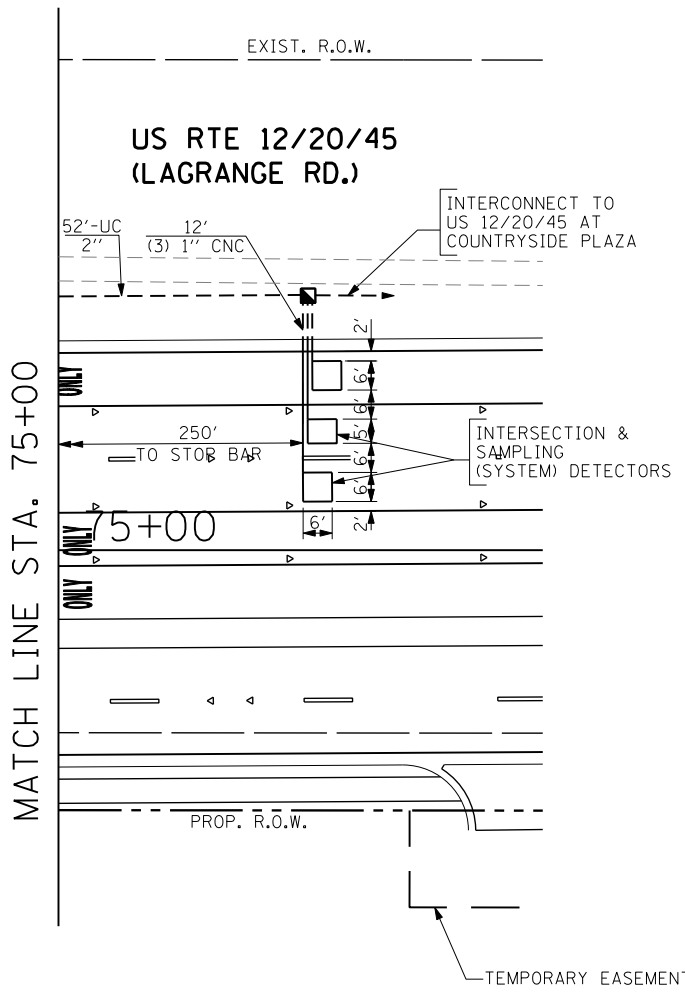 EXIST. R.O.W.
US RTE 12/20/45
(LAGRANGE RD.)
INTERCONNECT TO
US 12/20/45 AT
COUNTRYSIDE PLAZA
52'-UC
2"
12'
(3) 1" CNC
2'
6'
6'
5'
6'
6'
2'
6'
ONLY
250'
TO STOP BAR
INTERSECTION &
SAMPLING
(SYSTEM) DETECTORS
75+00
ONLY
ONLY
MATCH LINE STA. 75+00
PROP. R.O.W.
TEMPORARY EASEMENT